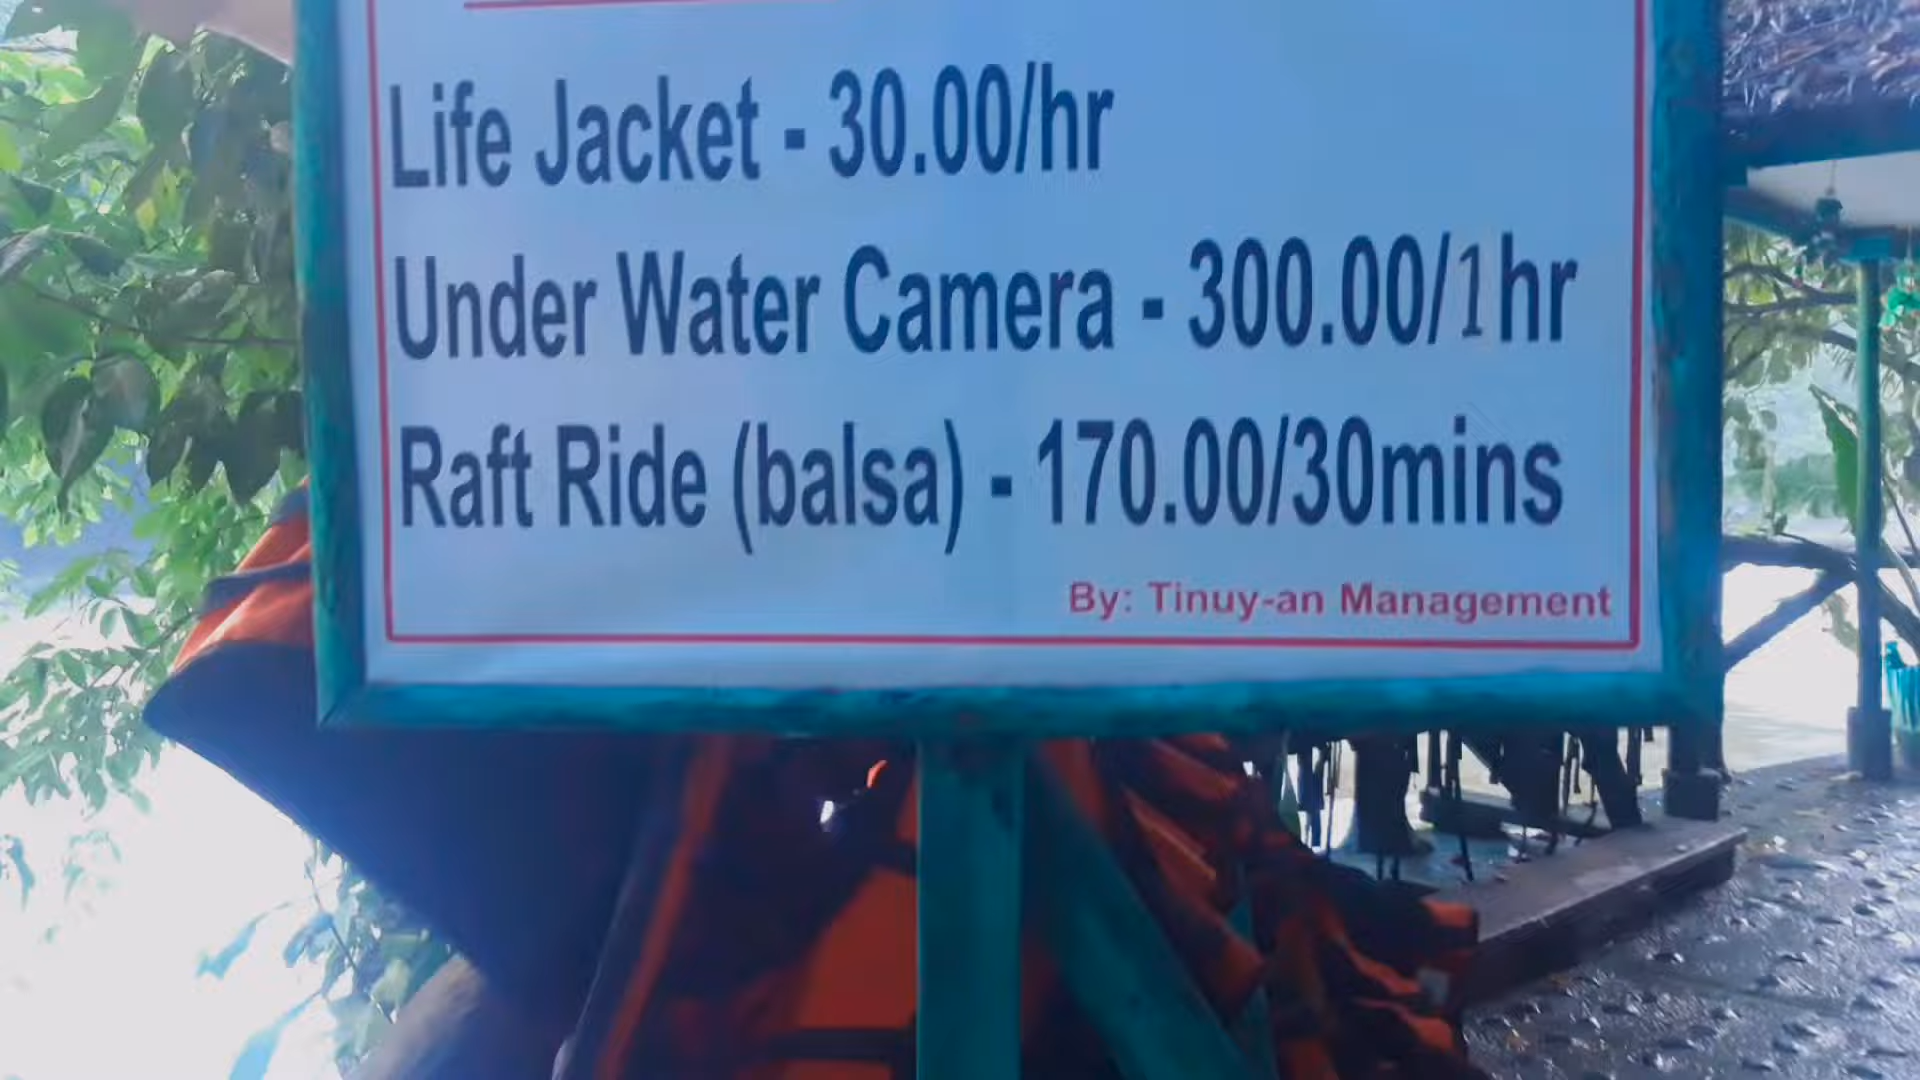 Life Jacket - 30.00/hr
Under Water Camera - 300.00/1hr
Raft Ride (balsa) - 170.00/30mins
By: Tinuy-an Management